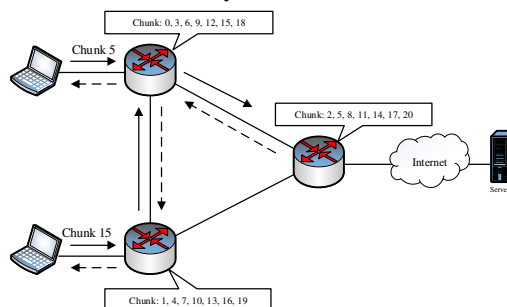 Chunk: 0, 3, 6, 9, 12, 15, 18
Chunk 5
Chunk: 2, 5, 8, 11, 14, 17, 20
Internet
Server
Chunk 15
Chunk: 1, 4, 7, 10, 13, 16, 19